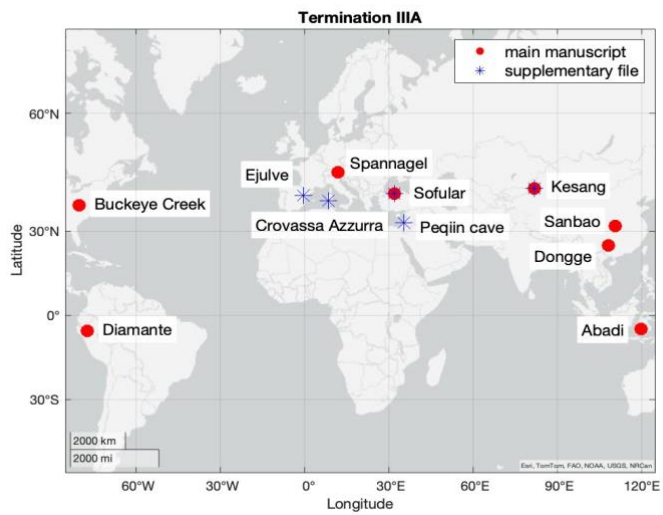 Termination IIIA
main manuscript
supplementary file
60°N
Ejulve
Spannagel
Buckeye Creek
Sofular
Kesang
Crovassa Azzurra
Peqiin cave
Sanbao
30°N
Dongge
Latitude
0°
Diamante
Abadi
30°S
2000 km
2000 mi
Esri, TomTom, FAO, NOAA, USGS, NRCan
60°W
30°W
0°
30°E
60°E
90°E
120°E
Longitude